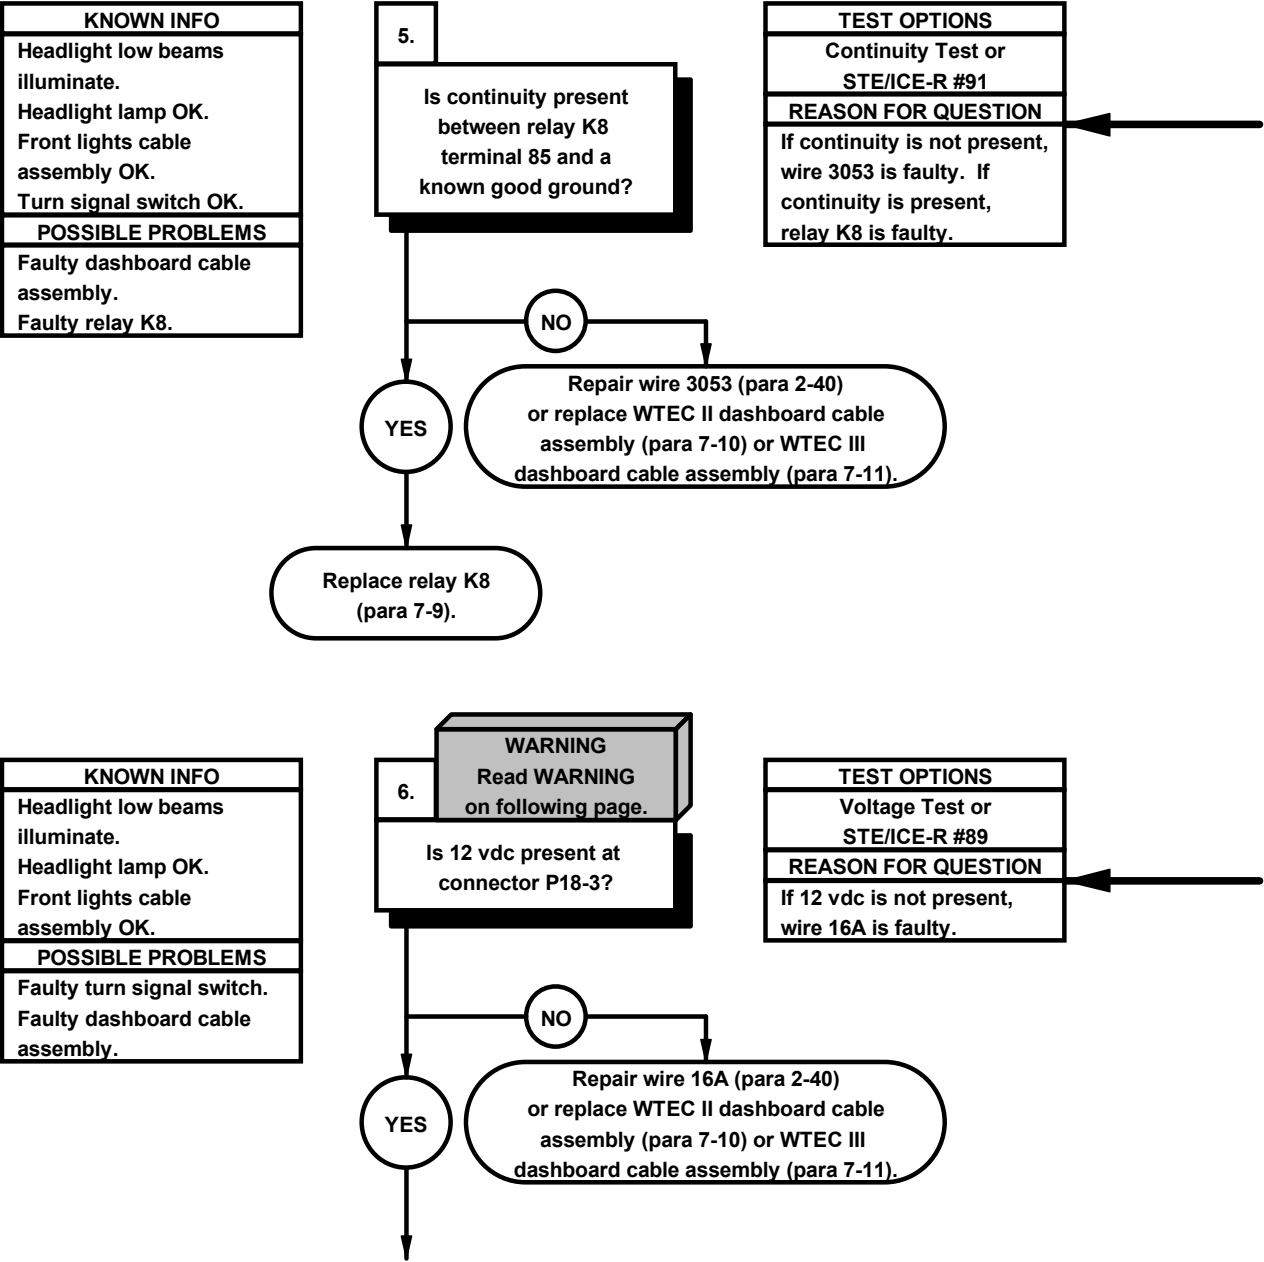 KNOWN INFO
Headlight low beams
illuminate.
Headlight lamp OK.
Front lights cable
assembly OK.
Turn signal switch OK.
POSSIBLE PROBLEMS
Faulty dashboard cable
assembly.
Faulty relay K8.
5.
Is continuity present
between relay K8
terminal 85 and a
known good ground?
TEST OPTIONS
Continuity Test or
STE/ICE-R #91
REASON FOR QUESTION
If continuity is not present,
wire 3053 is faulty. If
continuity is present,
relay K8 is faulty.
NO
Repair wire 3053 (para 2-40)
or replace WTEC II dashboard cable
assembly (para 7-10) or WTEC III
dashboard cable assembly (para 7-11).
YES
Replace relay K8
(para 7-9).
KNOWN INFO
Headlight low beams
illuminate.
Headlight lamp OK.
Front lights cable
assembly OK.
POSSIBLE PROBLEMS
Faulty turn signal switch.
Faulty dashboard cable
assembly.
WARNING
Read WARNING
on following page.
6.
Is 12 vdc present at
connector P18-3?
TEST OPTIONS
Voltage Test or
STE/ICE-R #89
REASON FOR QUESTION
If 12 vdc is not present,
wire 16A is faulty.
NO
Repair wire 16A (para 2-40)
or replace WTEC II dashboard cable
assembly (para 7-10) or WTEC III
dashboard cable assembly (para 7-11).
YES